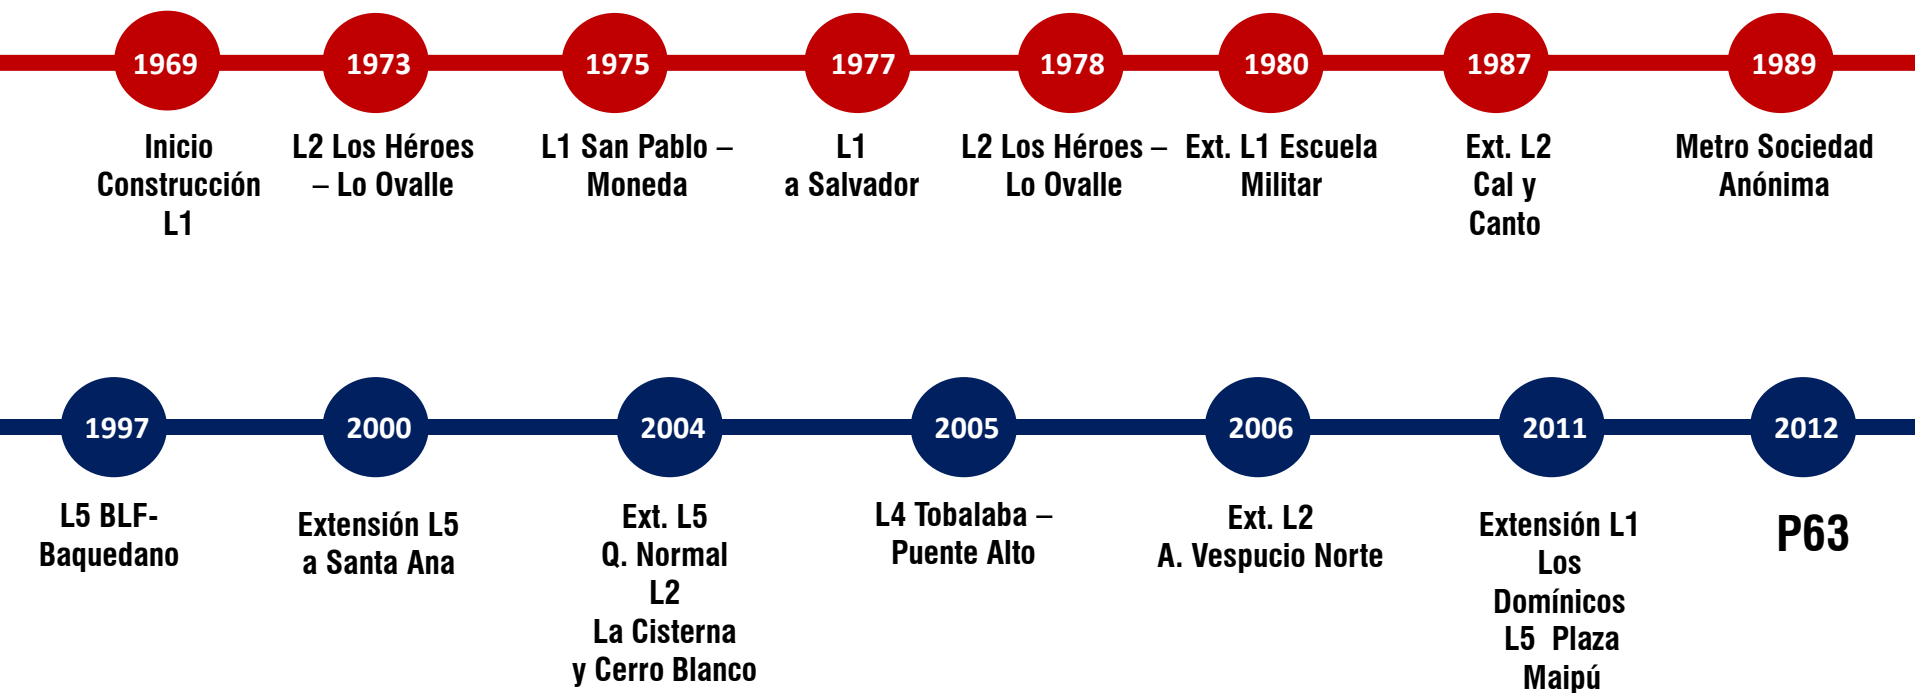 1969
Inicio
Construcción
L1
1973
L2 Los Héroes
– Lo Ovalle
1975
L1 San Pablo –
Moneda
1977
L1
a Salvador
1978
L2 Los Héroes –
Lo Ovalle
1980
Ext. L1 Escuela
Militar
1987
Ext. L2
Cal y
Canto
1989
Metro Sociedad
Anónima
1997
L5 BLF-
Baquedano
2000
Extensión L5
a Santa Ana
2004
Ext. L5
Q. Normal
L2
La Cisterna
y Cerro Blanco
2005
L4 Tobalaba –
Puente Alto
2006
Ext. L2
A. Vespucio Norte
2011
Extensión L1
Los
Domínicos
L5 Plaza
Maipú
2012
P63